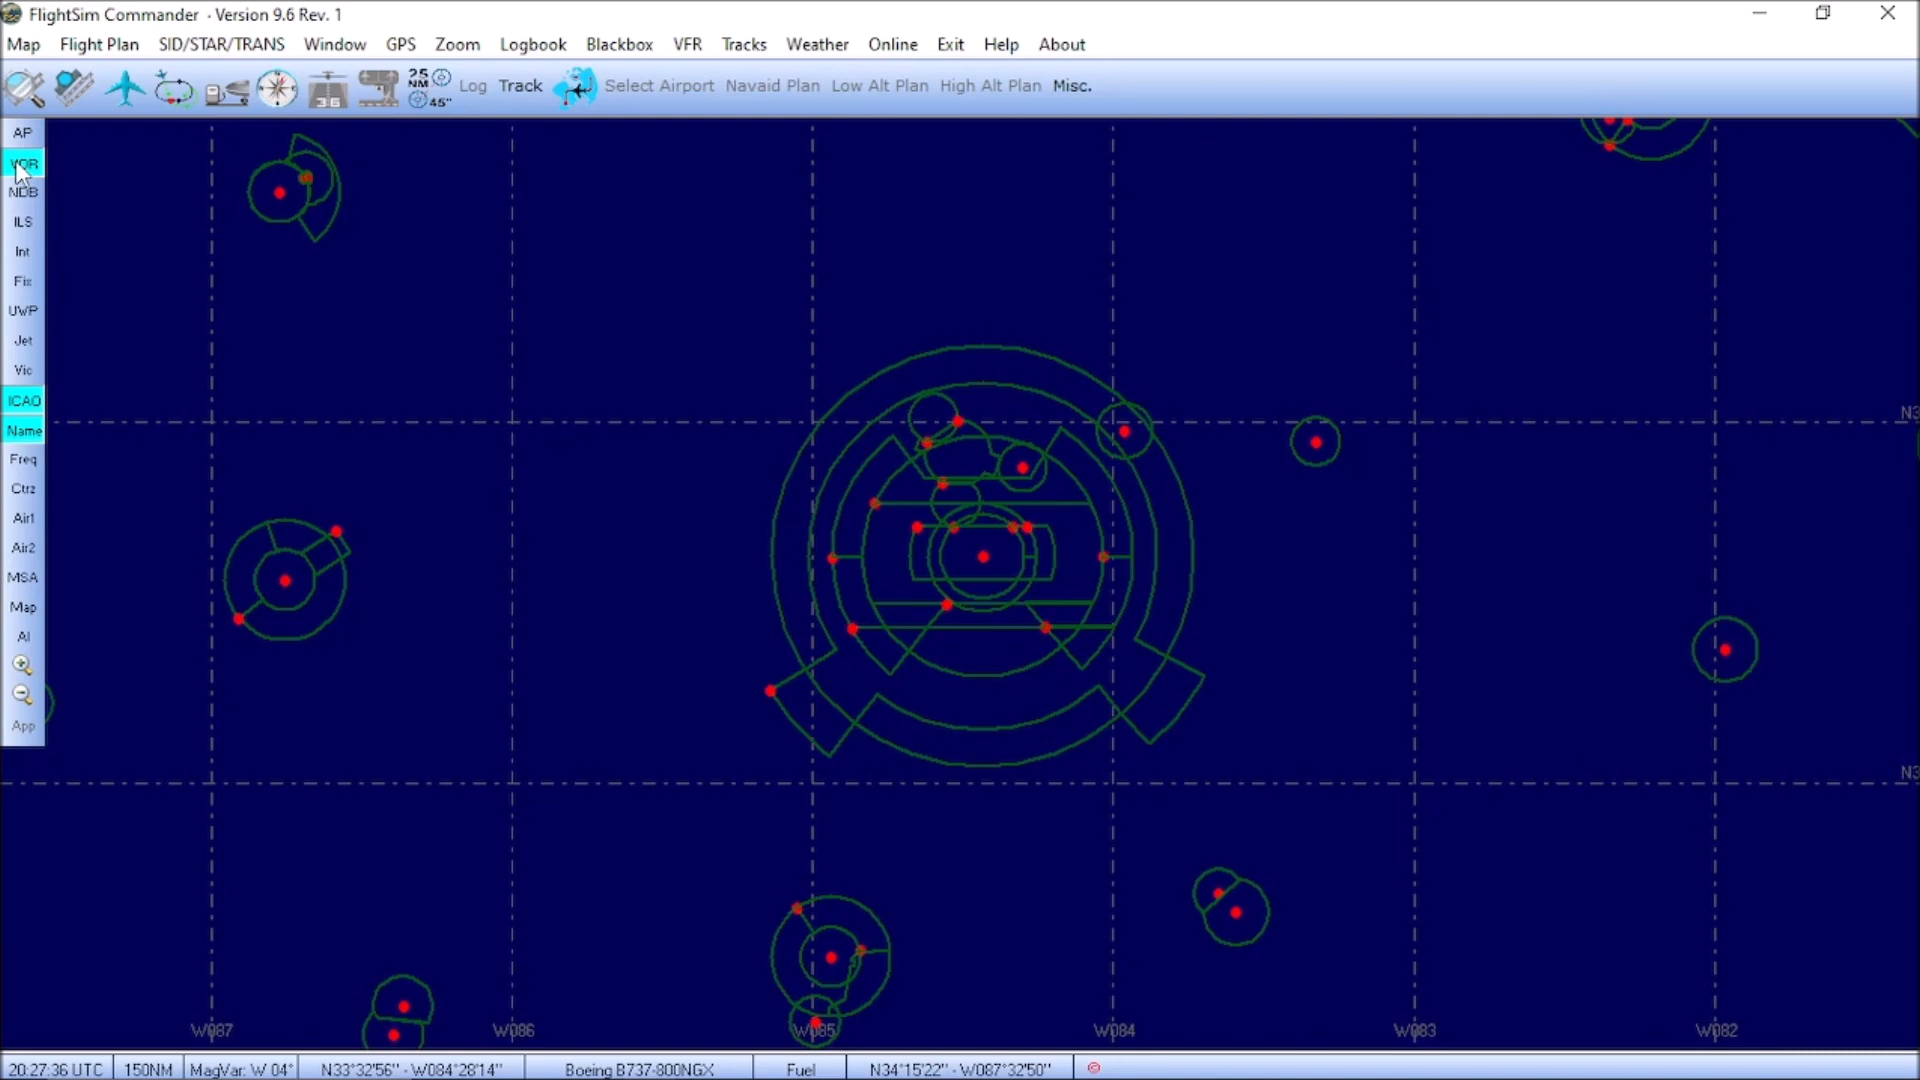 FlightSim Commander - Version 9.6 Rev. 1
Map Flight Plan SID/STAR/TRANS Window GPS Zoom Logbook Blackbox VFR Tracks Weather Online Exit Help About
36 25 NM 45" Log Track Select Airport Navaid Plan Low Alt Plan High Alt Plan Misc.
AP
VOR
NDB
ILS
Int
Fix
UWP
Jet
Vic
ICAO
Name
Freq
Ctrz
Air1
Air2
MSA
Map
AI
App
W087 W086 W085 W084 W083 W082
20:27:36 UTC 150NM MagVar: W 04° N33°32'56" - W084°28'14" Boeing B737-800NGX Fuel N34°15'22" - W087°32'50"